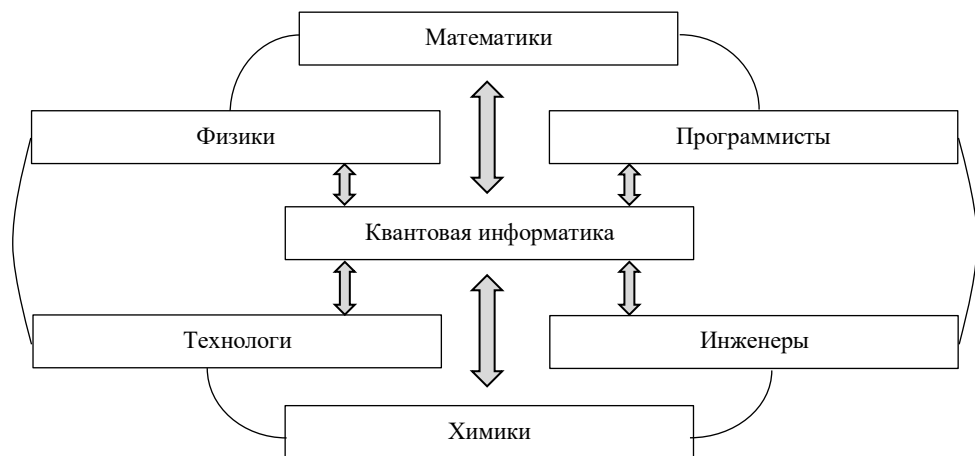 Математики
Физики
Программисты
Квантовая информатика
Технологи
Инженеры
Химики